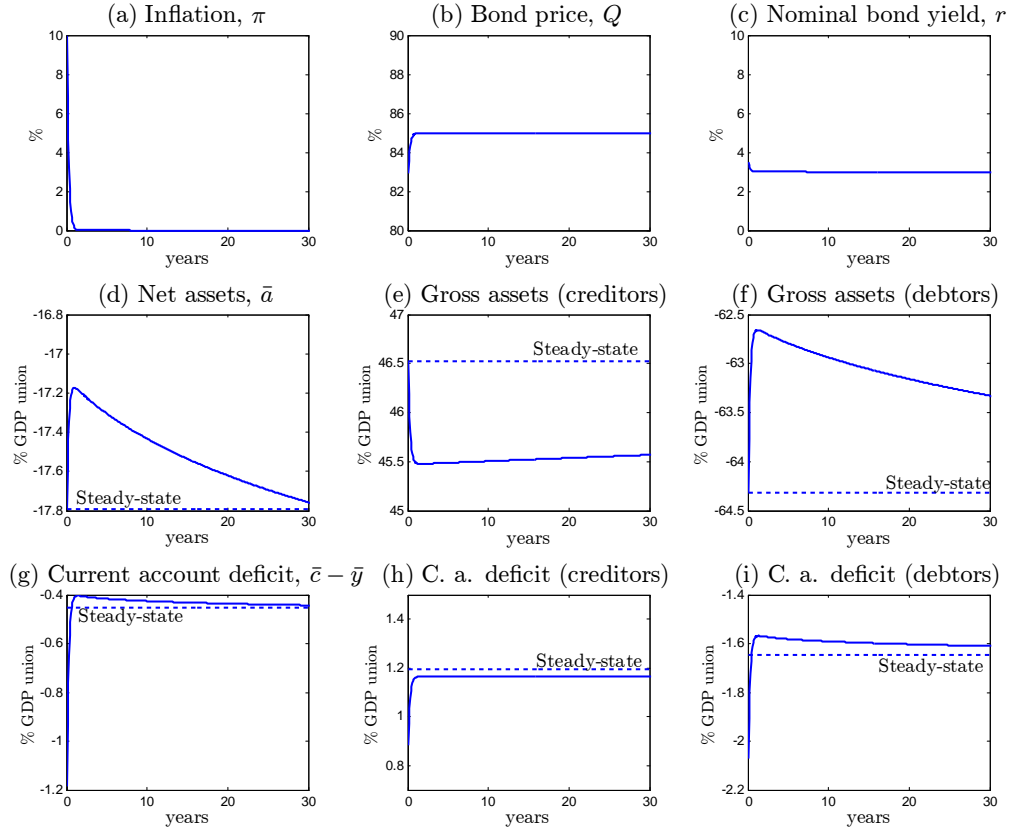 (a) Inflation, π
(b) Bond price, Q
(c) Nominal bond yield, r
10
8
6
4
2
0
%
0 10 20 30
years
90
88
86
84
82
80
%
0 10 20 30
years
10
8
6
4
2
0
%
0 10 20 30
years
(d) Net assets, ā
(e) Gross assets (creditors)
(f) Gross assets (debtors)
-16.8
-17
-17.2
-17.4
-17.6
-17.8
% GDP union
Steady-state
0 10 20 30
years
47
46.5
46
45.5
45
% GDP union
Steady-state
0 10 20 30
years
-62.5
-63
-63.5
-64
-64.5
% GDP union
Steady-state
0 10 20 30
years
(g) Current account deficit, c̄ − ȳ
(h) C. a. deficit (creditors)
(i) C. a. deficit (debtors)
-0.4
-0.6
-0.8
-1
-1.2
% GDP union
Steady-state
0 10 20 30
years
1.4
1.2
1
0.8
% GDP union
Steady-state
0 10 20 30
years
-1.4
-1.6
-1.8
-2
-2.2
% GDP union
Steady-state
0 10 20 30
years